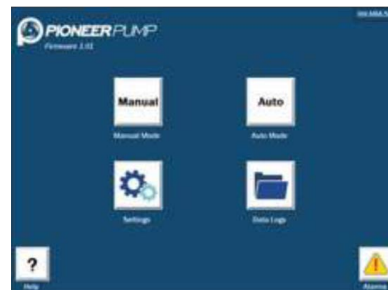 PIONEER PUMP
Firmware 1.01
Manual
Auto
Manual Mode
Auto Mode
Settings
Data Logs
?
Help
Alarms